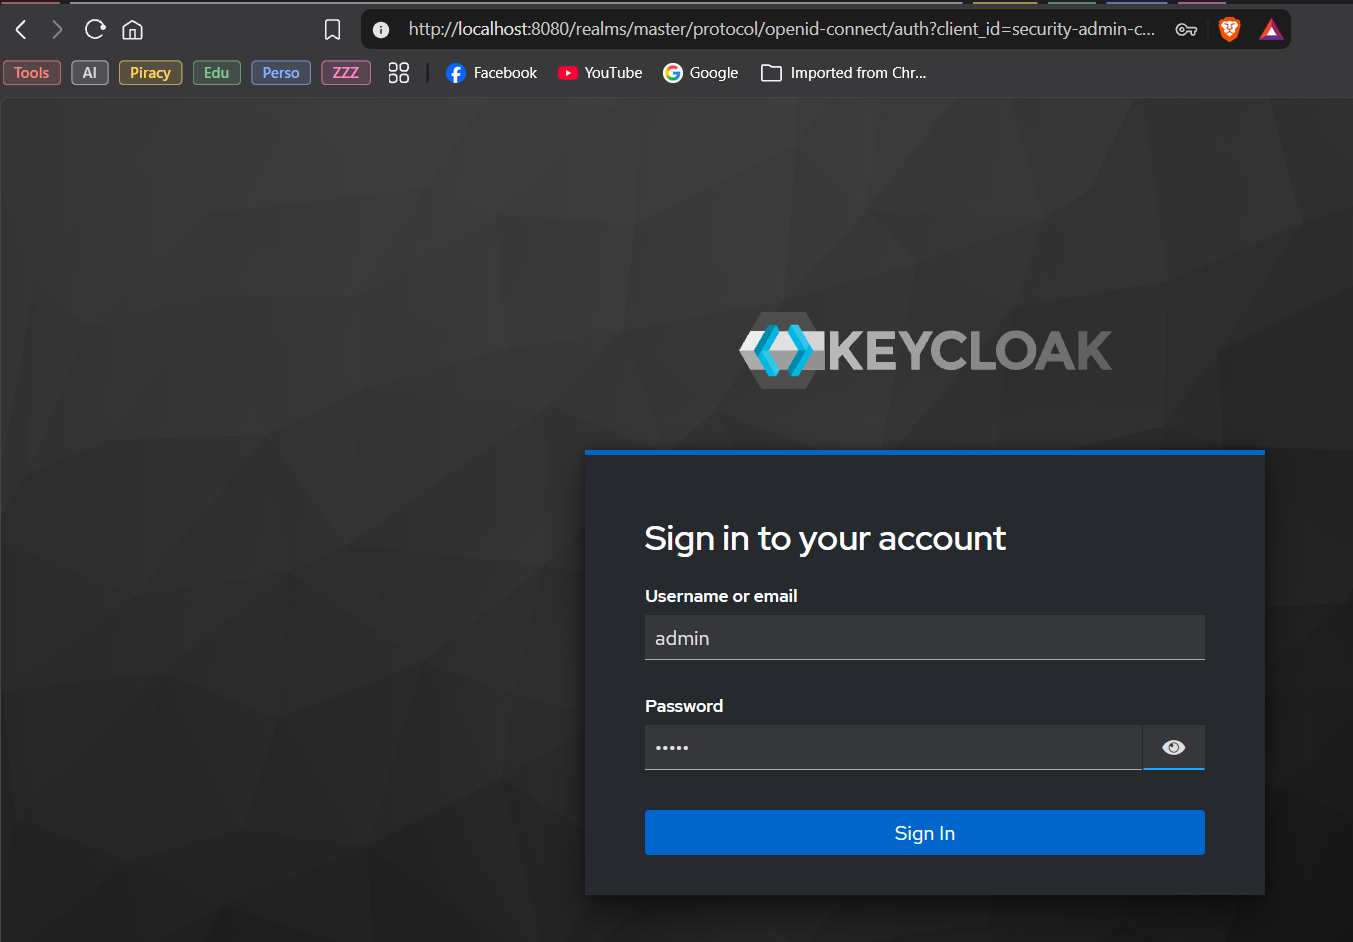 http://localhost:8080/realms/master/protocol/openid-connect/auth?client_id=security-admin-c...
Tools AI Piracy Edu Perso ZZZ Facebook YouTube Google Imported from Chr...
KEYCLOAK
Sign in to your account
Username or email
admin
Password
•••••
Sign In